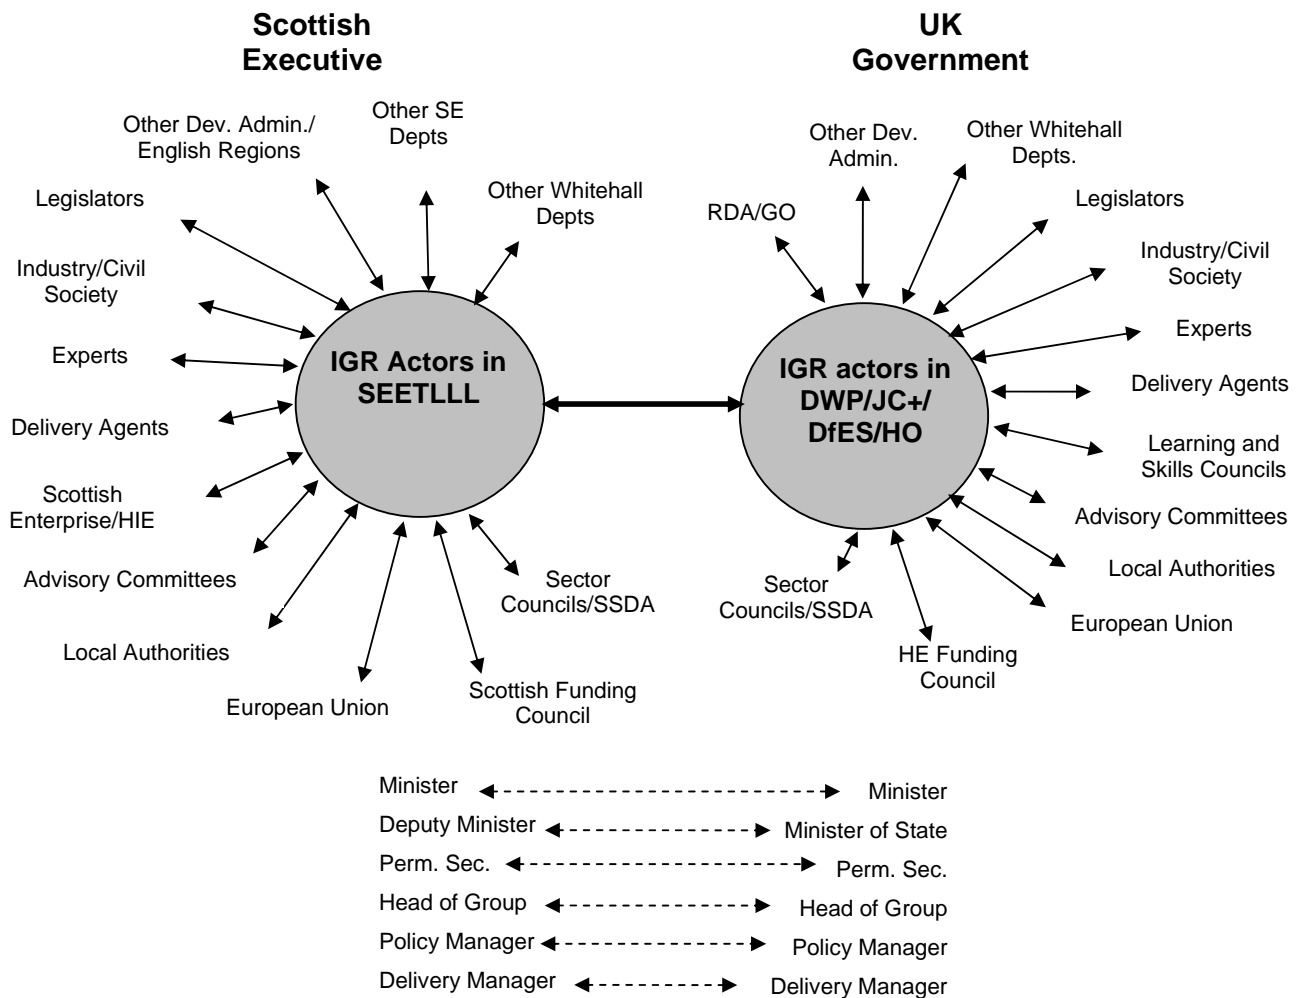 Scottish
Executive
UK
Government
Other Dev. Admin./
English Regions
Other SE
Depts
Other Whitehall
Depts
Legislators
Industry/Civil
Society
Experts
Delivery Agents
Scottish
Enterprise/HIE
Advisory Committees
Local Authorities
European Union
Scottish Funding
Council
Sector
Councils/SSDA
IGR Actors in
SEETLLL
RDA/GO
Other Dev.
Admin.
Other Whitehall
Depts.
Legislators
Industry/Civil
Society
Experts
Delivery Agents
Learning and
Skills Councils
Advisory Committees
Local Authorities
European Union
HE Funding
Council
Sector
Councils/SSDA
IGR actors in
DWP/JC+/
DfES/HO
Minister Minister
Deputy Minister Minister of State
Perm. Sec. Perm. Sec.
Head of Group Head of Group
Policy Manager Policy Manager
Delivery Manager Delivery Manager